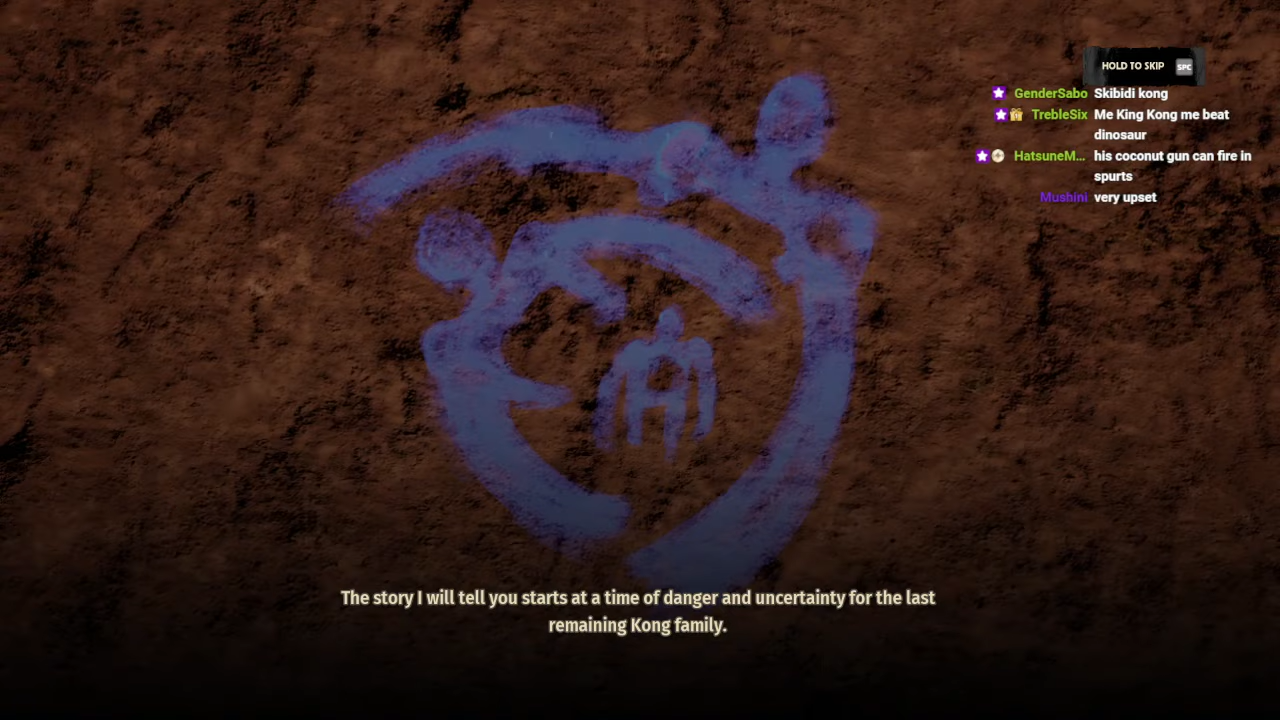 HOLD TO SKIP SPC
GenderSabo Skibidi kong
TrebleSix Me King Kong me beat
dinosaur
HatsuneM... his coconut gun can fire in
spurts
Mushini very upset
The story I will tell you starts at a time of danger and uncertainty for the last
remaining Kong family.